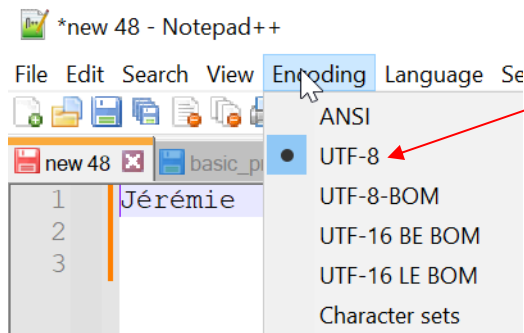 *new 48 - Notepad++
File Edit Search View Encoding Language Se
new 48 basic_p
ANSI
UTF-8
UTF-8-BOM
UTF-16 BE BOM
UTF-16 LE BOM
Character sets
1 Jérémie
2
3